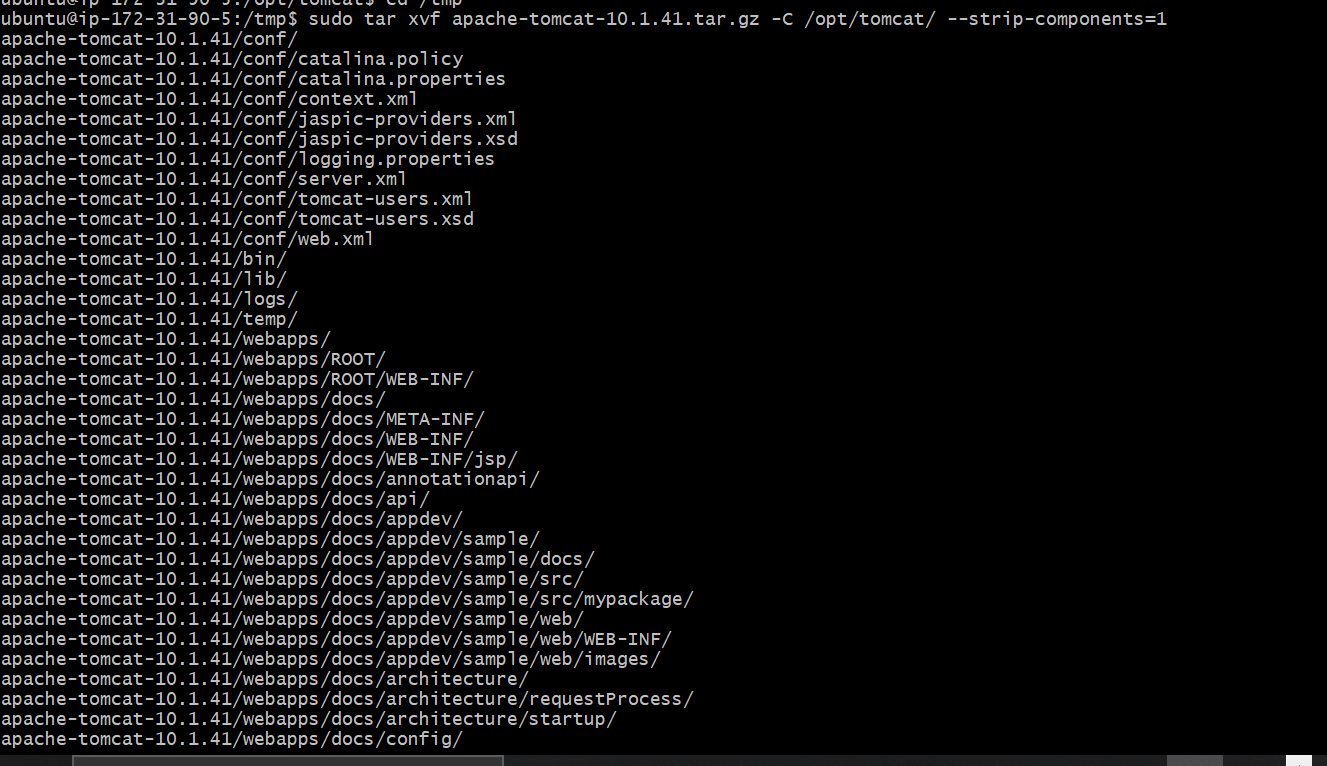 ubuntu@ip-172-31-90-5:/opt/tomcat$ cd /tmp
ubuntu@ip-172-31-90-5:/tmp$ sudo tar xvf apache-tomcat-10.1.41.tar.gz -C /opt/tomcat/ --strip-components=1
apache-tomcat-10.1.41/conf/
apache-tomcat-10.1.41/conf/catalina.policy
apache-tomcat-10.1.41/conf/catalina.properties
apache-tomcat-10.1.41/conf/context.xml
apache-tomcat-10.1.41/conf/jaspic-providers.xml
apache-tomcat-10.1.41/conf/jaspic-providers.xsd
apache-tomcat-10.1.41/conf/logging.properties
apache-tomcat-10.1.41/conf/server.xml
apache-tomcat-10.1.41/conf/tomcat-users.xml
apache-tomcat-10.1.41/conf/tomcat-users.xsd
apache-tomcat-10.1.41/conf/web.xml
apache-tomcat-10.1.41/bin/
apache-tomcat-10.1.41/lib/
apache-tomcat-10.1.41/logs/
apache-tomcat-10.1.41/temp/
apache-tomcat-10.1.41/webapps/
apache-tomcat-10.1.41/webapps/ROOT/
apache-tomcat-10.1.41/webapps/ROOT/WEB-INF/
apache-tomcat-10.1.41/webapps/docs/
apache-tomcat-10.1.41/webapps/docs/META-INF/
apache-tomcat-10.1.41/webapps/docs/WEB-INF/
apache-tomcat-10.1.41/webapps/docs/WEB-INF/jsp/
apache-tomcat-10.1.41/webapps/docs/annotationapi/
apache-tomcat-10.1.41/webapps/docs/api/
apache-tomcat-10.1.41/webapps/docs/appdev/
apache-tomcat-10.1.41/webapps/docs/appdev/sample/
apache-tomcat-10.1.41/webapps/docs/appdev/sample/docs/
apache-tomcat-10.1.41/webapps/docs/appdev/sample/src/
apache-tomcat-10.1.41/webapps/docs/appdev/sample/src/mypackage/
apache-tomcat-10.1.41/webapps/docs/appdev/sample/web/
apache-tomcat-10.1.41/webapps/docs/appdev/sample/web/WEB-INF/
apache-tomcat-10.1.41/webapps/docs/appdev/sample/web/images/
apache-tomcat-10.1.41/webapps/docs/architecture/
apache-tomcat-10.1.41/webapps/docs/architecture/requestProcess/
apache-tomcat-10.1.41/webapps/docs/architecture/startup/
apache-tomcat-10.1.41/webapps/docs/config/